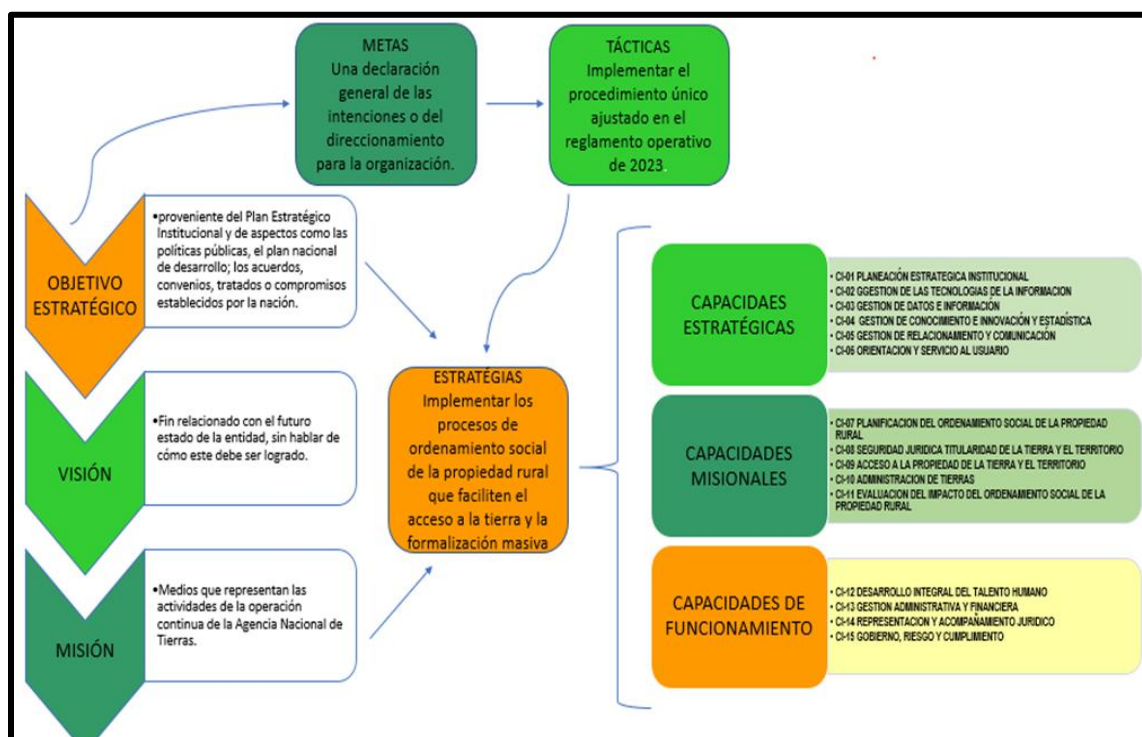 METAS
Una declaración
general de las
intenciones o del
direccionamiento
para la organización.
TÁCTICAS
Implementar el
procedimiento único
ajustado en el
reglamento operativo
de 2023.
OBJETIVO
ESTRATÉGICO
•proveniente del Plan Estratégico
Institucional y de aspectos como las
políticas públicas, el plan nacional
de desarrollo; los acuerdos,
convenios, tratados o compromisos
establecidos por la nación.
VISIÓN
•Fin relacionado con el futuro
estado de la entidad, sin hablar de
cómo este debe ser logrado.
MISIÓN
•Medios que representan las
actividades de la operación
continua de la Agencia Nacional de
Tierras.
ESTRATÉGIAS
Implementar los
procesos de
ordenamiento social
de la propiedad rural
que faciliten el
acceso a la tierra y la
formalización masiva
CAPACIDAES
ESTRATÉGICAS
• CI-01 PLANEACIÓN ESTRATEGICA INSTITUCIONAL
• CI-02 GGESTION DE LAS TECNOLOGIAS DE LA INFORMACION
• CI-03 GESTION DE DATOS E INFORMACIÓN
• CI-04 GESTION DE CONOCIMIENTO E INNOVACIÓN Y ESTADÍSTICA
• CI-05 GESTION DE RELACIONAMIENTO Y COMUNICACIÓN
• CI-06 ORIENTACION Y SERVICIO AL USUARIO
CAPACIDADES
MISIONALES
• CI-07 PLANIFICACION DEL ORDENAMIENTO SOCIAL DE LA PROPIEDAD
RURAL
• CI-08 SEGURIDAD JURIDICA TITULARIDAD DE LA TIERRA Y EL TERRITORIO
• CI-09 ACCESO A LA PROPIEDAD DE LA TIERRA Y EL TERRITORIO
• CI-10 ADMINISTRACION DE TIERRAS
• CI-11 EVALUACION DEL IMPACTO DEL ORDENAMIENTO SOCIAL DE LA
PROPIEDAD RURAL
CAPACIDADES DE
FUNCIONAMIENTO
• CI-12 DESARROLLO INTEGRAL DEL TALENTO HUMANO
• CI-13 GESTION ADMINISTRATIVA Y FINANCIERA
• CI-14 REPRESENTACION Y ACOMPAÑAMIENTO JURIDICO
• CI-15 GOBIERNO, RIESGO Y CUMPLIMIENTO